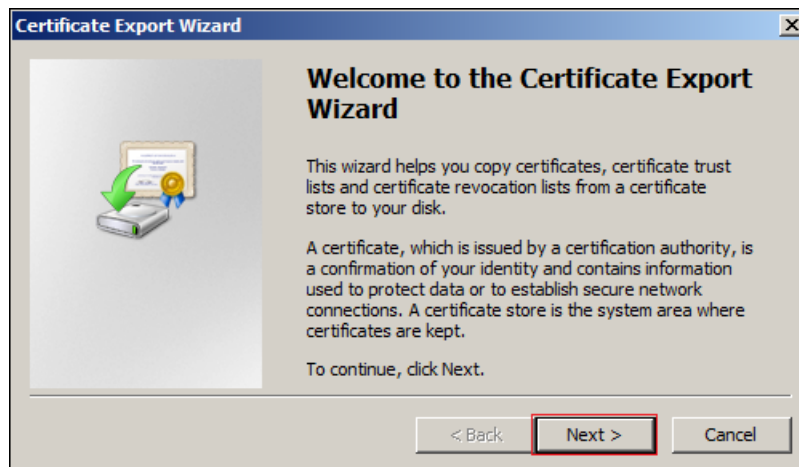 Certificate Export Wizard
Welcome to the Certificate Export
Wizard
This wizard helps you copy certificates, certificate trust
lists and certificate revocation lists from a certificate
store to your disk.
A certificate, which is issued by a certification authority, is
a confirmation of your identity and contains information
used to protect data or to establish secure network
connections. A certificate store is the system area where
certificates are kept.
To continue, click Next.
< Back
Next >
Cancel